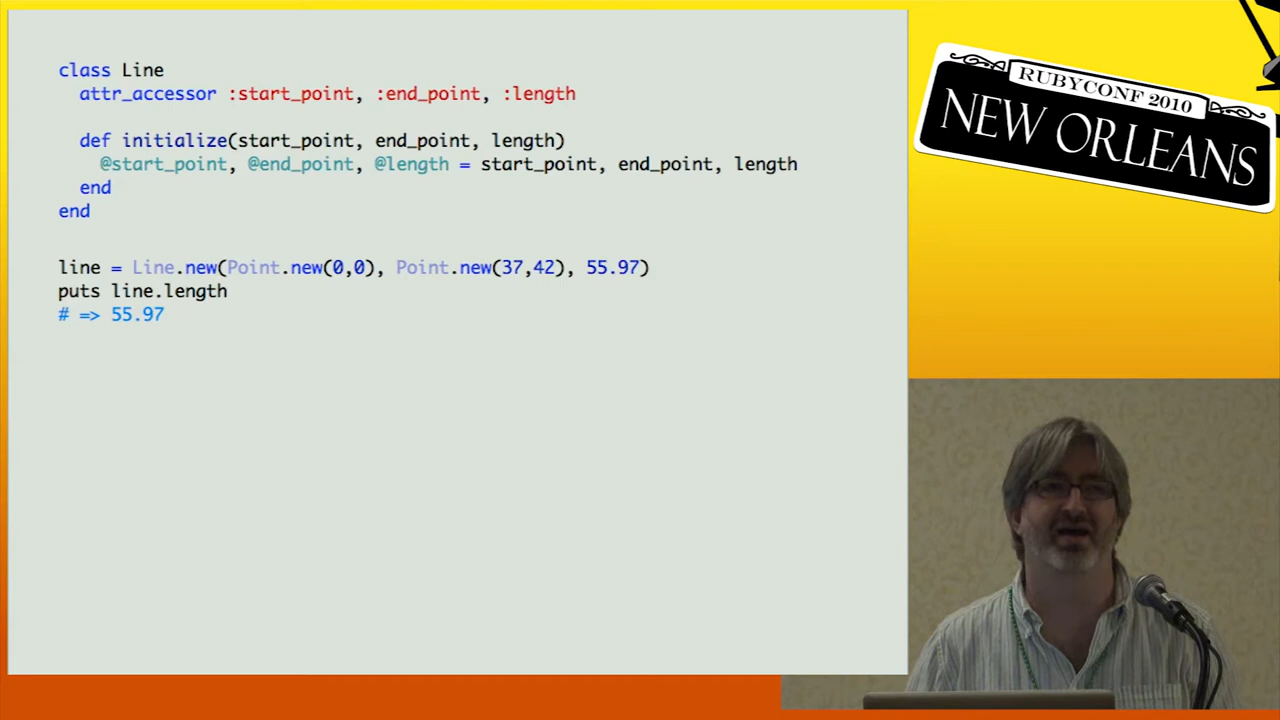 class Line
  attr_accessor :start_point, :end_point, :length
  def initialize(start_point, end_point, length)
    @start_point, @end_point, @length = start_point, end_point, length
  end
end
line = Line.new(Point.new(0,0), Point.new(37,42), 55.97)
puts line.length
# => 55.97
RUBYCONF 2010
NEW ORLEANS